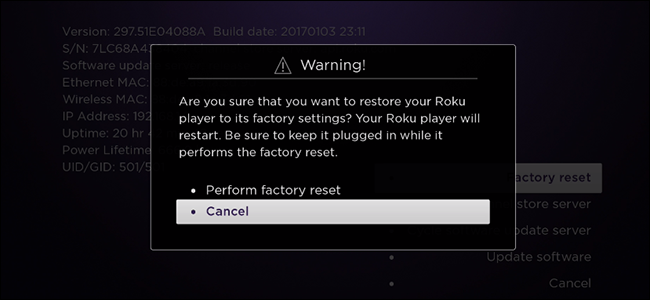 Version: 297.51E04088A Build date: 20170103 23:11
S/N: 7LC68A4
Software upda
Ethernet MAC:
Wireless MAC:
IP Address: 192
Uptime: 20 hr
Power Lifetime
UID/GID: 501/5
Warning!
Are you sure that you want to restore your Roku
player to its factory settings? Your Roku player will
restart. Be sure to keep it plugged in while it
performs the factory reset.
• Perform factory reset
• Cancel
• Factory reset
store server
update server
• Update software
• Cancel